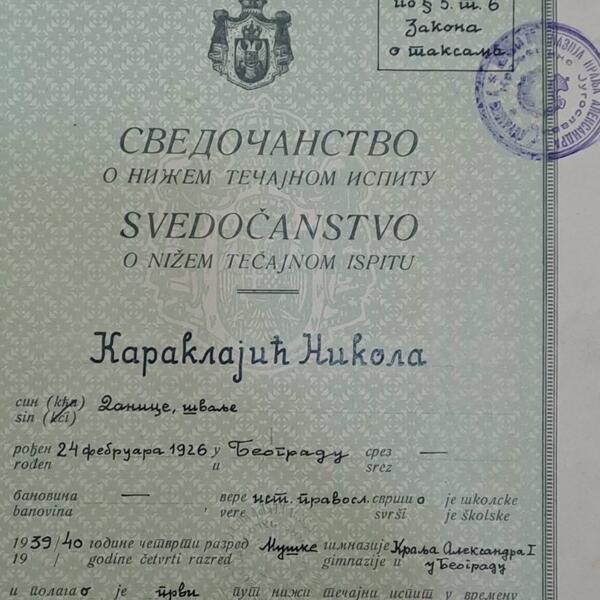 по § 5. т. 6
Закона
о таксама.
СВЕДОЧАНСТВО
О НИЖЕМ ТЕЧАЈНОМ ИСПИТУ
SVEDOČANSTVO
O NIŽEM TEČAJNOM ISPITU
Караклајић Никола
син (кћи) Данице, шваље
sin (kći)
рођен 24 фебруара 1926 у Београду срез —
rođen u srez
бановина — вере ист. правосл. свршио је школске
banovina vere svrši je školske
1939/40 године четврти разред Мушке гимназије Краља Александра I
19 / godine četvrti razred gimnazije u у Београду
и полагао је први пут нижи течајни испит у времену